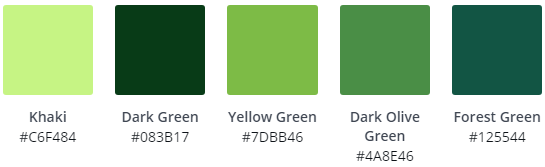 Khaki
#C6F484
Dark Green
#083B17
Yellow Green
#7DBB46
Dark Olive
Green
#4A8E46
Forest Green
#125544